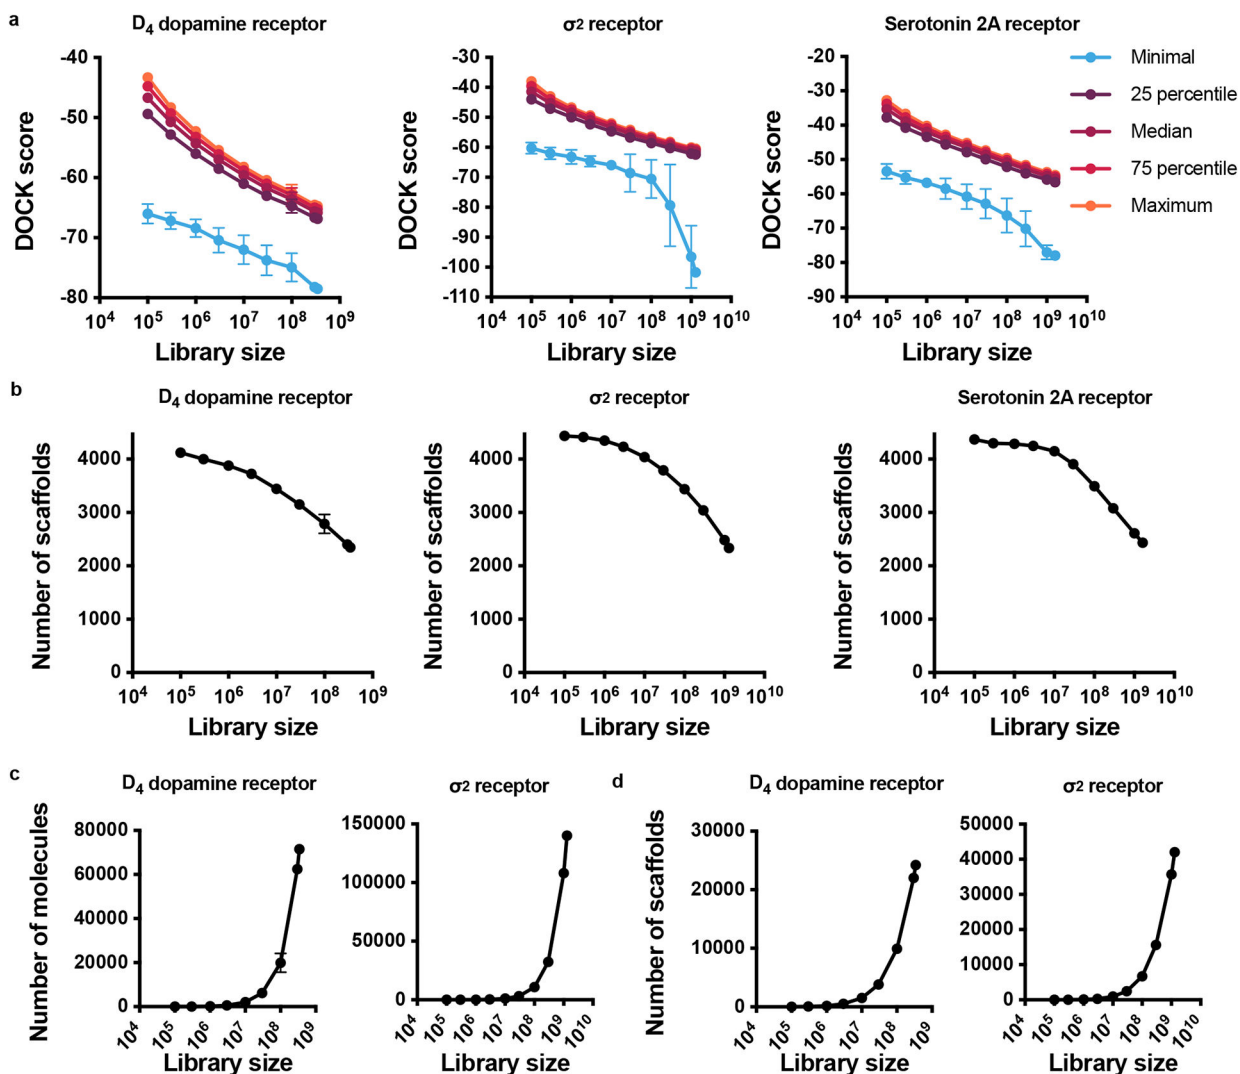 a
D4 dopamine receptor
σ2 receptor
Serotonin 2A receptor
DOCK score
-40
-50
-60
-70
-80
10^4 10^5 10^6 10^7 10^8 10^9
Library size
DOCK score
-30
-40
-50
-60
-70
-80
-90
-100
-110
10^4 10^5 10^6 10^7 10^8 10^9 10^10
Library size
DOCK score
-20
-30
-40
-50
-60
-70
-80
-90
10^4 10^5 10^6 10^7 10^8 10^9 10^10
Library size
Minimal
25 percentile
Median
75 percentile
Maximum
b
D4 dopamine receptor
σ2 receptor
Serotonin 2A receptor
Number of scaffolds
4000
3000
2000
1000
0
10^4 10^5 10^6 10^7 10^8 10^9
Library size
Number of scaffolds
4000
3000
2000
1000
0
10^4 10^5 10^6 10^7 10^8 10^9 10^10
Library size
Number of scaffolds
4000
3000
2000
1000
0
10^4 10^5 10^6 10^7 10^8 10^9 10^10
Library size
c
D4 dopamine receptor
σ2 receptor
Number of molecules
80000
60000
40000
20000
0
10^4 10^5 10^6 10^7 10^8 10^9
Library size
150000
100000
50000
0
10^4 10^5 10^6 10^7 10^8 10^9 10^10
Library size
d
D4 dopamine receptor
σ2 receptor
Number of scaffolds
30000
20000
10000
0
10^4 10^5 10^6 10^7 10^8 10^9
Library size
50000
40000
30000
20000
10000
0
10^4 10^5 10^6 10^7 10^8 10^9 10^10
Library size